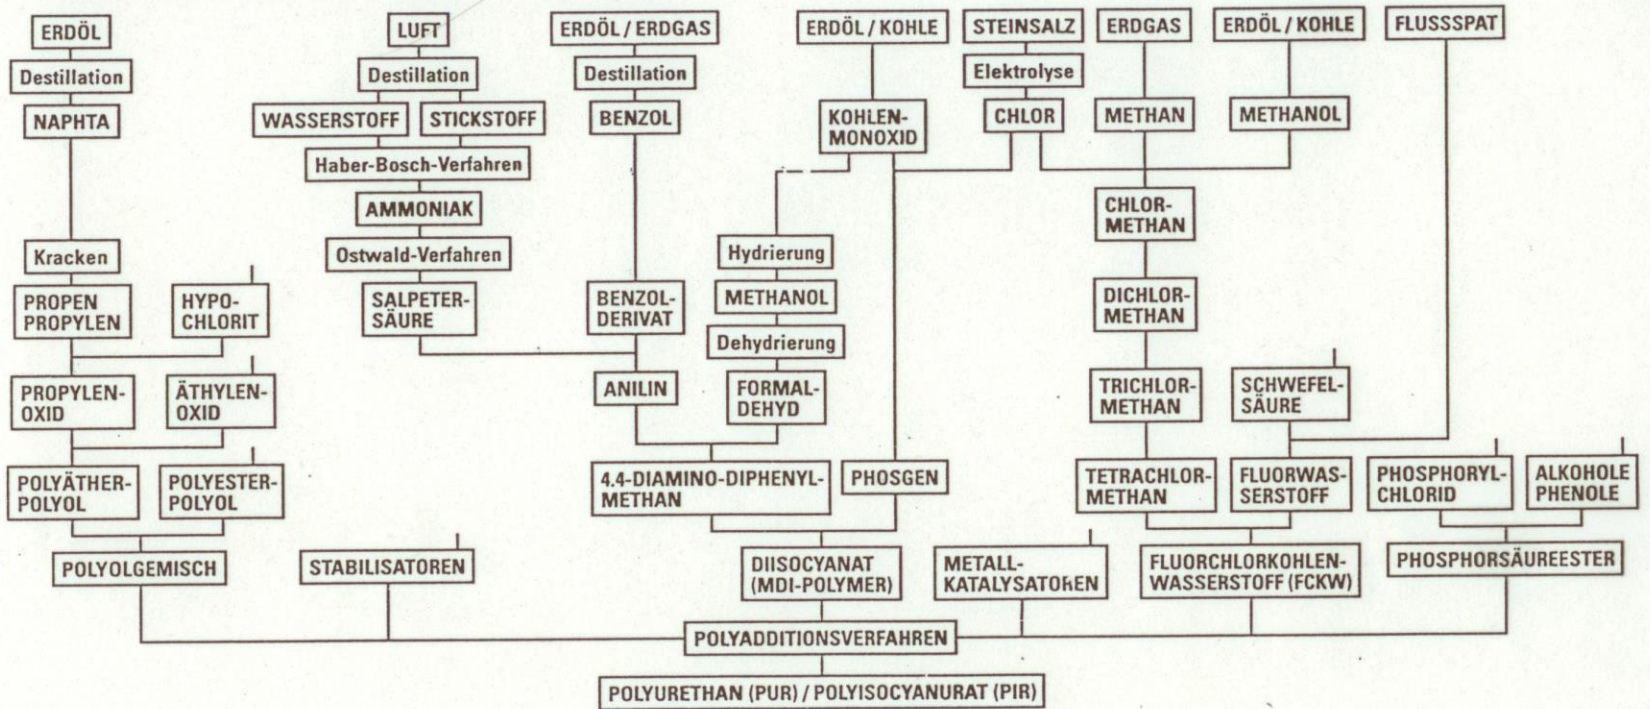 ERDÖL
LUFT
ERDÖL / ERDGAS
ERDÖL / KOHLE
STEINSALZ
ERDGAS
ERDÖL / KOHLE
FLUSSSPAT
Destillation
Destillation
Destillation
Elektrolyse
NAPHTA
WASSERSTOFF
STICKSTOFF
BENZOL
KOHLEN-
MONOXID
CHLOR
METHAN
METHANOL
Haber-Bosch-Verfahren
AMMONIAK
CHLOR-
METHAN
Kracken
Ostwald-Verfahren
Hydrierung
PROPEN
PROPYLEN
HYPO-
CHLORIT
SALPETER-
SÄURE
BENZOL-
DERIVAT
METHANOL
DICHLOR-
METHAN
Dehydrierung
PROPYLEN-
OXID
ÄTHYLEN-
OXID
ANILIN
FORMAL-
DEHYD
TRICHLOR-
METHAN
SCHWEFEL-
SÄURE
POLYÄTHER-
POLYOL
POLYESTER-
POLYOL
4.4-DIAMINO-DIPHENYL-
METHAN
PHOSGEN
TETRACHLOR-
METHAN
FLUORWAS-
SERSTOFF
PHOSPHORYL-
CHLORID
ALKOHOLE
PHENOLE
POLYOLGEMISCH
STABILISATOREN
DIISOCYANAT
(MDI-POLYMER)
METALL-
KATALYSATOREN
FLUORCHLORKOHLEN-
WASSERSTOFF (FCKW)
PHOSPHORSÄUREESTER
POLYADDITIONSVERFAHREN
POLYURETHAN (PUR) / POLYISOCYANURAT (PIR)